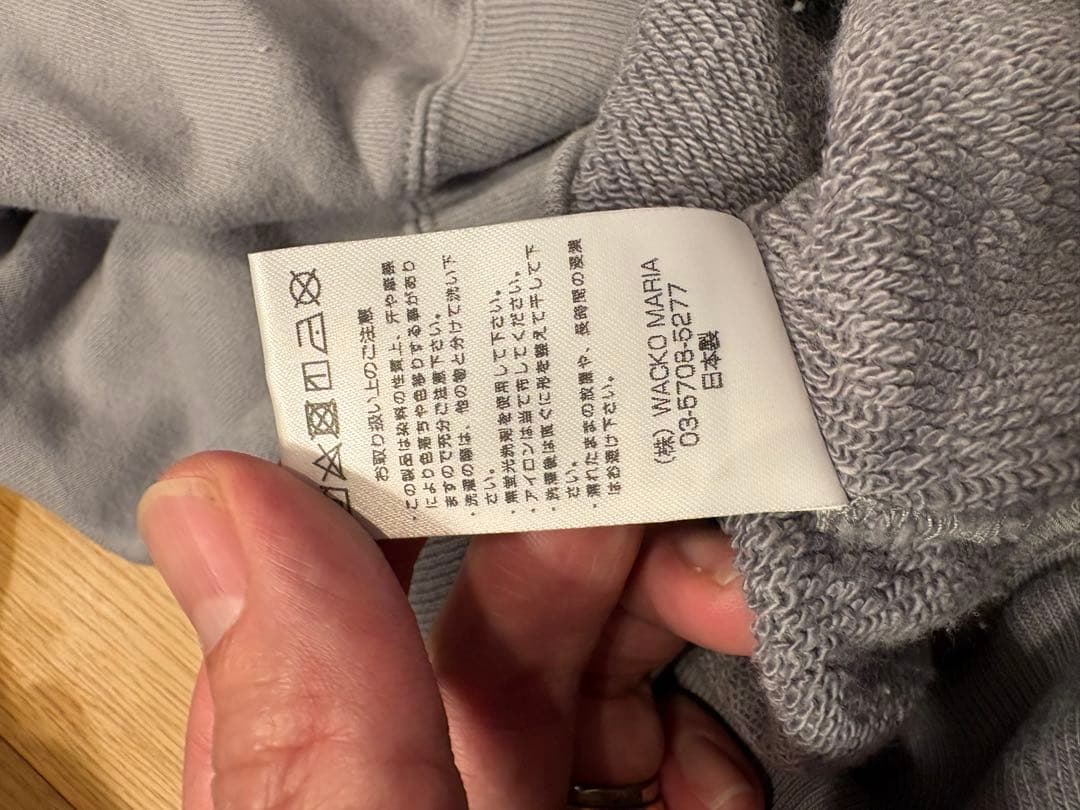 お取り扱い上のご注意
・この製品は染料の性質上、汗や摩擦
により色落ちや色移りする事があり
ますので充分ご注意下さい。
・洗濯の際は、他の物と分けて洗い下
さい。
・無蛍光洗剤を使用して下さい。
・アイロンは当て布してください。
・洗濯後は直ぐに形を整えて干して下
さい。
・濡れたままの放置や、長時間の浸漬
はお避け下さい。
(株) WACKO MARIA
03-5708-5277
日本製